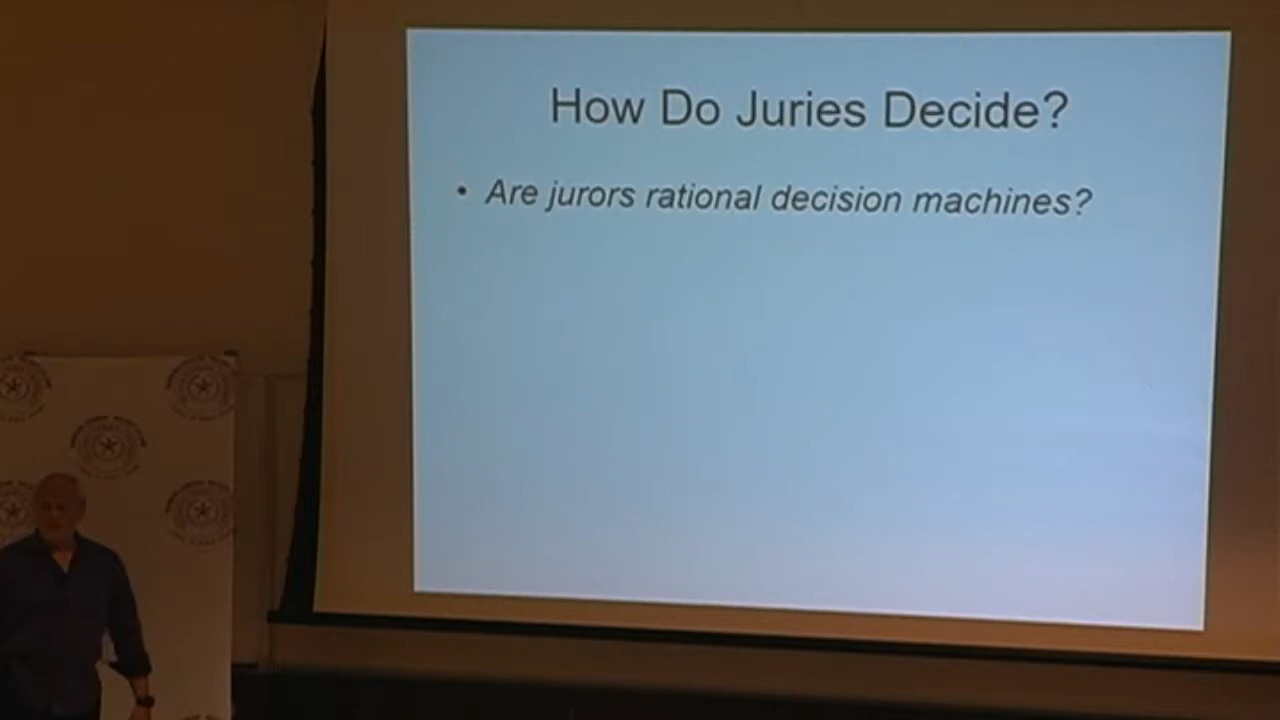 How Do Juries Decide?
• Are jurors rational decision machines?